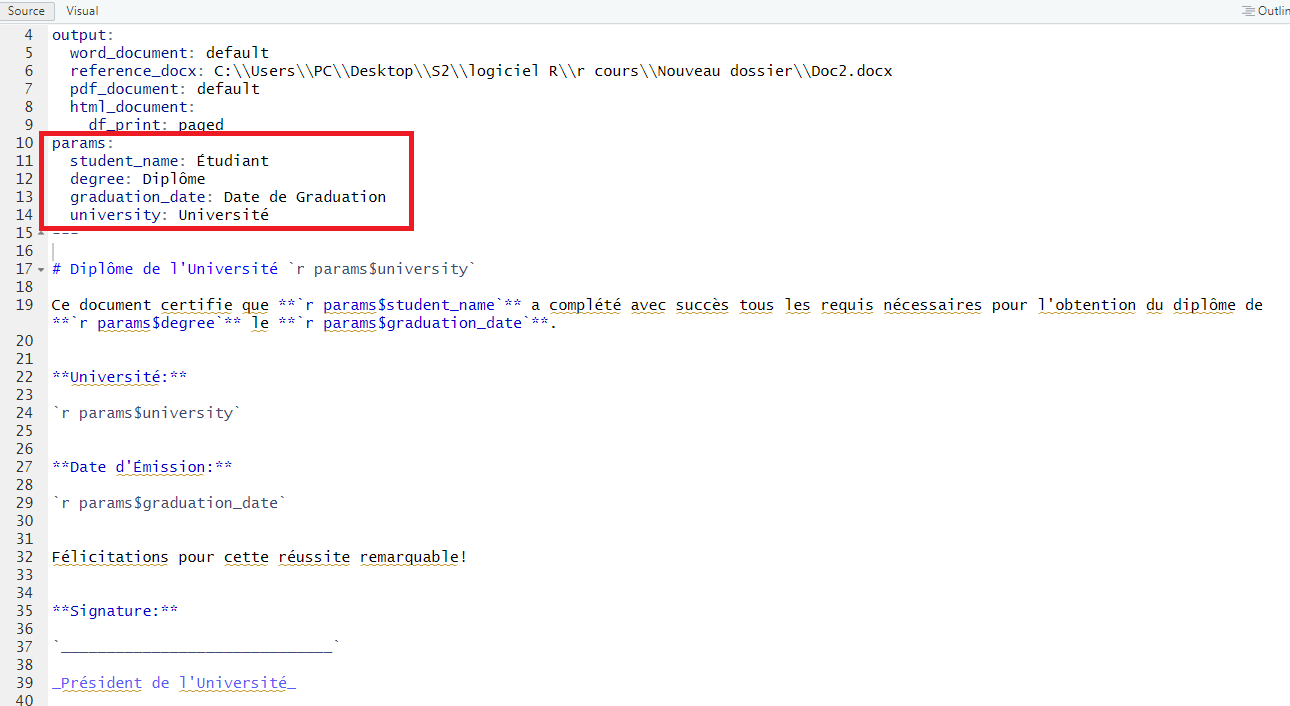 Source Visual Outlin
4 output:
5 word_document: default
6 reference_docx: C:\\Users\\PC\\Desktop\\S2\\logiciel R\\r cours\\Nouveau dossier\\Doc2.docx
7 pdf_document: default
8 html_document:
9 df_print: paged
10 params:
11 student_name: Étudiant
12 degree: Diplôme
13 graduation_date: Date de Graduation
14 university: Université
15 ---
16
17 # Diplôme de l'Université `r params$university`
18
19 Ce document certifie que **`r params$student_name`** a complété avec succès tous les requis nécessaires pour l'obtention du diplôme de
**`r params$degree`** le **`r params$graduation_date`**.
20
21
22 **Université:**
23
24 `r params$university`
25
26
27 **Date d'Émission:**
28
29 `r params$graduation_date`
30
31
32 Félicitations pour cette réussite remarquable!
33
34
35 **Signature:**
36
37 `______________________________`
38
39 _Président de l'Université_
40